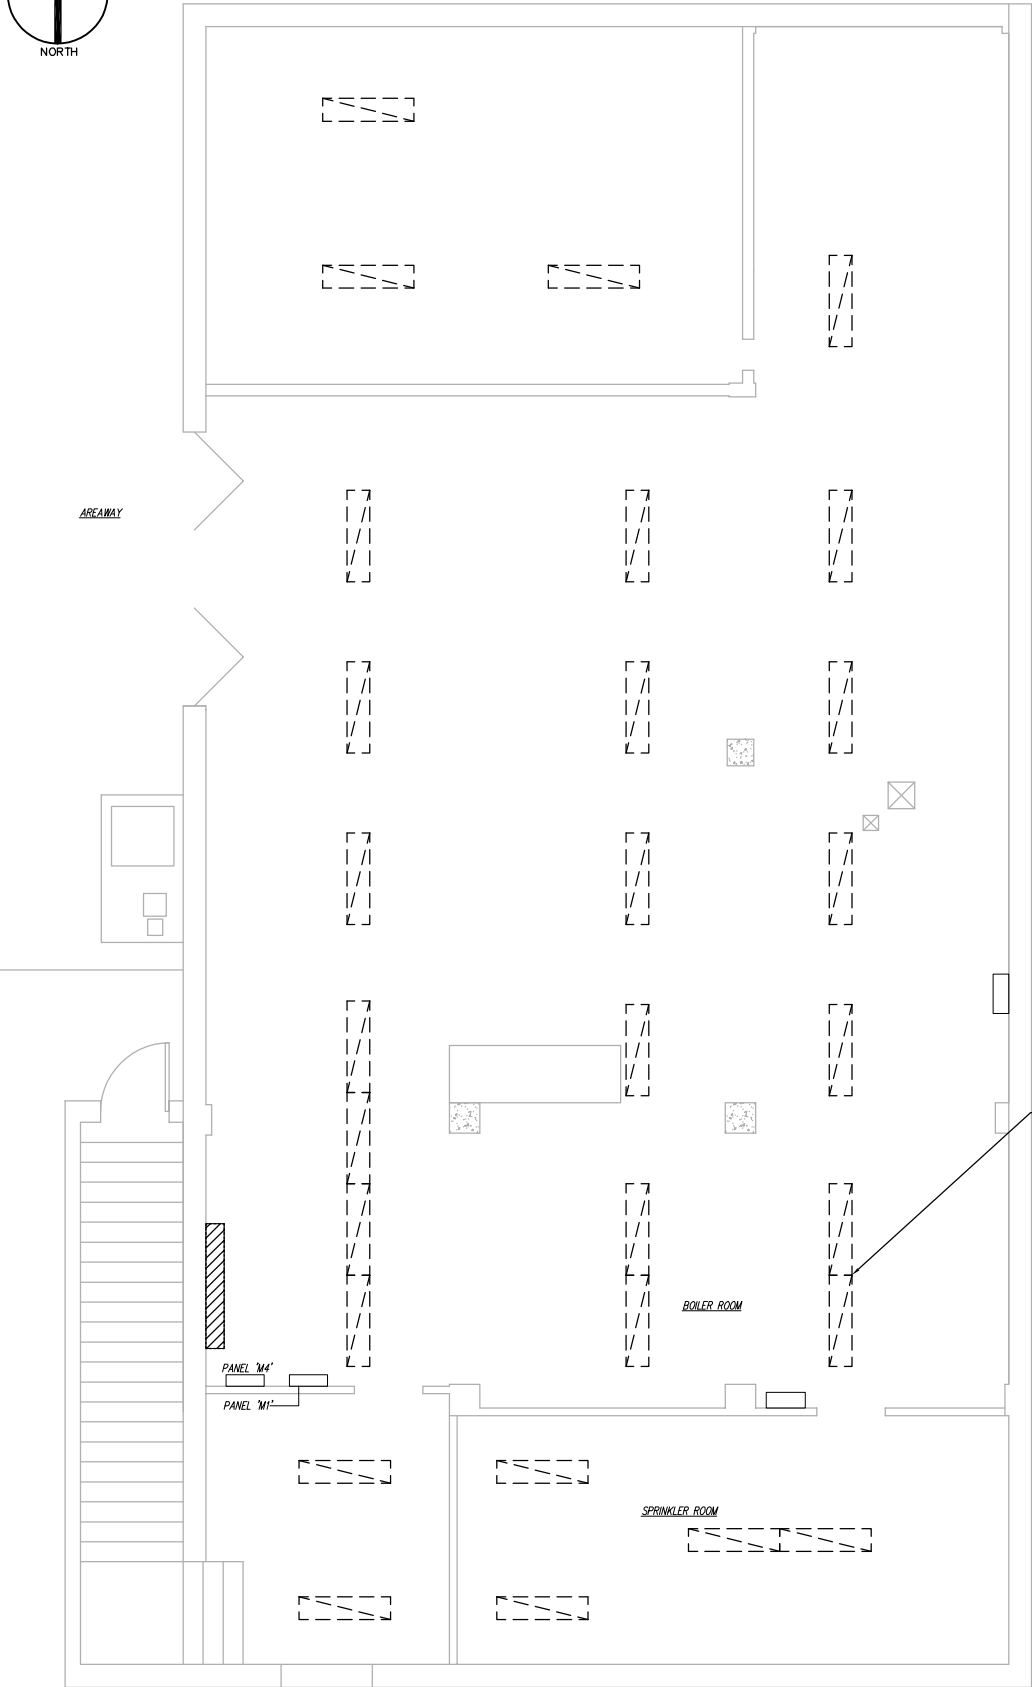 NORTH
AREAWAY
BOILER ROOM
PANEL 'M4'
PANEL 'M1'
SPRINKLER ROOM